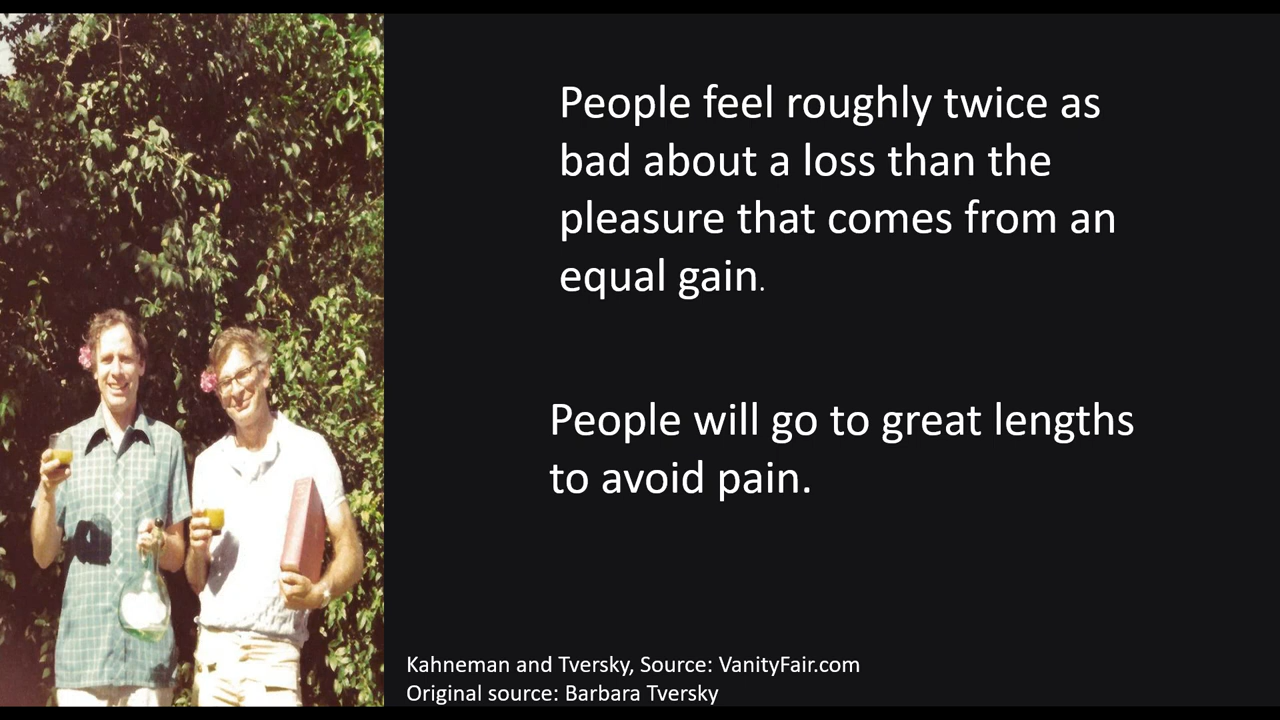 People feel roughly twice as
bad about a loss than the
pleasure that comes from an
equal gain.
People will go to great lengths
to avoid pain.
Kahneman and Tversky, Source: VanityFair.com
Original source: Barbara Tversky